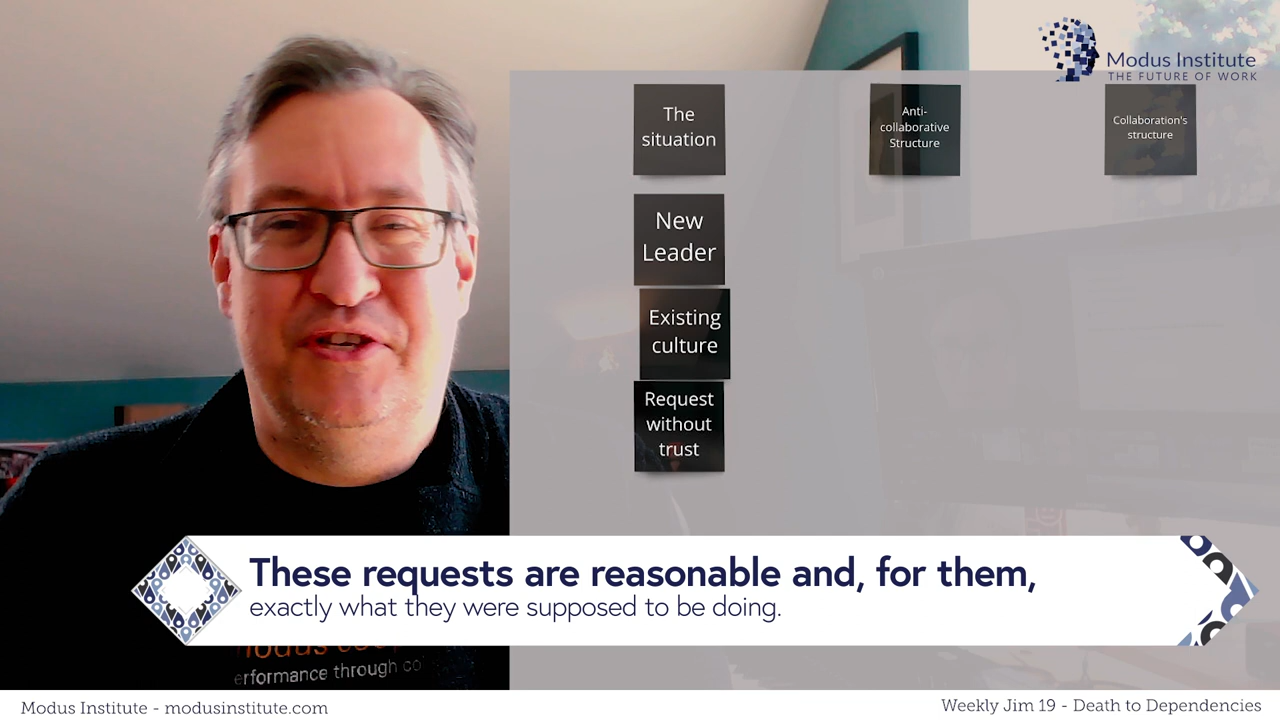 Modus Institute
THE FUTURE OF WORK
The
situation
Anti-
collaborative
Structure
Collaboration's
structure
New
Leader
Existing
culture
Request
without
trust
These requests are reasonable and, for them,
exactly what they were supposed to be doing.
erformance through co
Modus Institute - modusinstitute.com
Weekly Jim 19 - Death to Dependencies